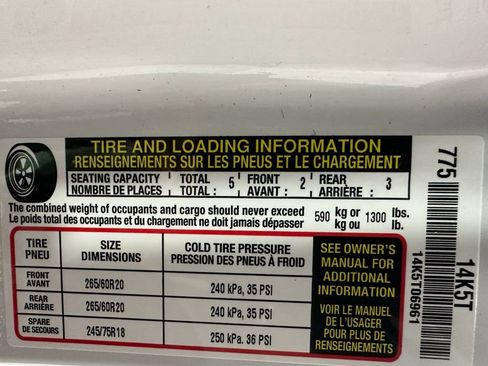 TIRE AND LOADING INFORMATION
RENSEIGNEMENTS SUR LES PNEUS ET LE CHARGEMENT
SEATING CAPACITY TOTAL : 5 FRONT : 2 REAR : 3
NOMBRE DE PLACES TOTAL AVANT ARRIÈRE
The combined weight of occupants and cargo should never exceed 590 kg or 1300 lbs.
Le poids total des occupants et du chargement ne doit jamais dépasser kg ou lb.
TIRE SIZE COLD TIRE PRESSURE
PNEU DIMENSIONS PRESSION DES PNEUS À FROID
FRONT
AVANT 265/60R20 240 kPa, 35 PSI
REAR
ARRIÈRE 265/60R20 240 kPa, 35 PSI
SPARE
DE SECOURS 245/75R18 250 kPa. 36 PSI
SEE OWNER'S
MANUAL FOR
ADDITIONAL
INFORMATION
VOIR LE MANUEL
DE L'USAGER
POUR PLUS DE
RENSEIGNEMENTS
775
14K5T
14K5T06961